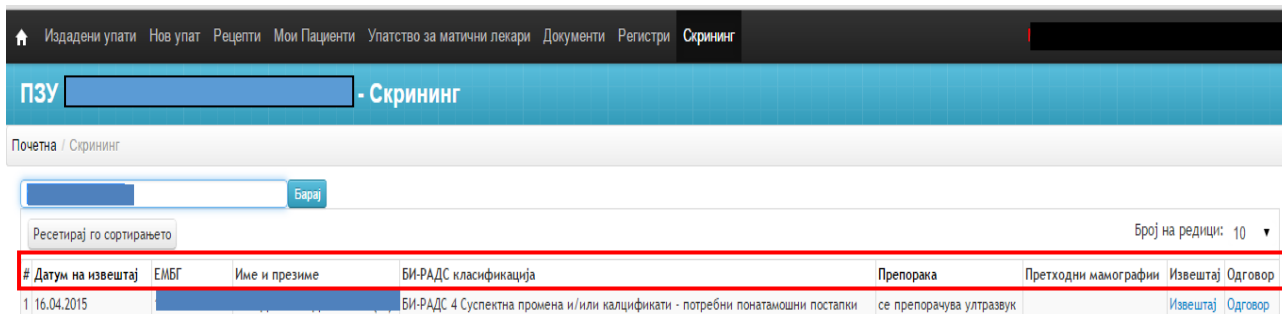 Издадени упати Нов упат Рецепти Мои Пациенти Упатство за матични лекари Документи Регистри Скрининг
ПЗУ - Скрининг
Почетна / Скрининг
Барај
Ресетирај го сортирањето Број на редици: 10
# Датум на извештај ЕМБГ Име и презиме БИ-РАДС класификација Препорака Претходни мамографии Извештај Одговор
1 16.04.2015 БИ-РАДС 4 Суспектна промена и/или калцификати - потребни понатамошни постапки се препорачува ултразвук Извештај Одговор